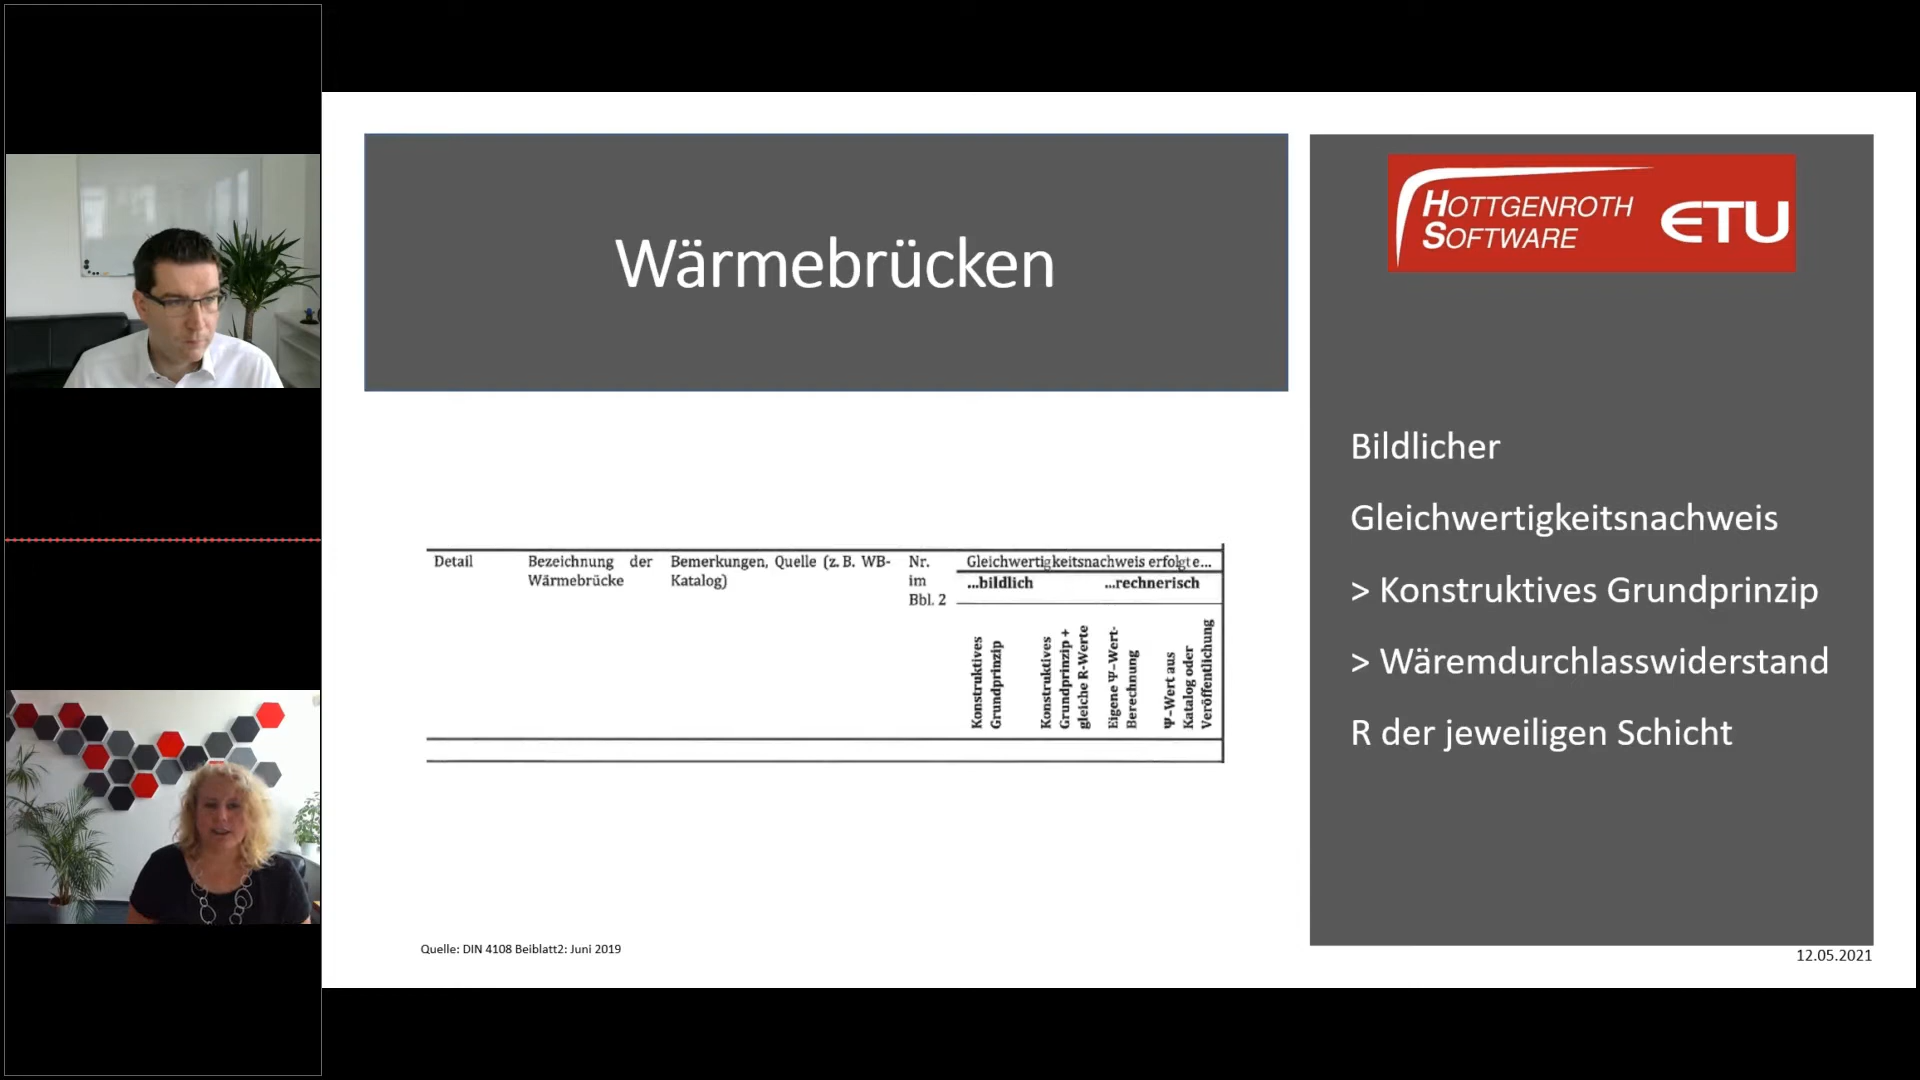 Wärmebrücken
HOTTGENROTH
SOFTWARE
ETU
Bildlicher
Gleichwertigkeitsnachweis
> Konstruktives Grundprinzip
> Wäremdurchlasswiderstand
R der jeweiligen Schicht
Detail
Bezeichnung der
Wärmebrücke
Bemerkungen, Quelle (z. B. WB-
Katalog)
Nr.
im
Bbl. 2
Gleichwertigkeitsnachweis erfolgte...
...bildlich
...rechnerisch
Konstruktives
Grundprinzip
Konstruktives
Grundprinzip +
gleiche R-Werte
Eigene Ψ-Wert-
Berechnung
Ψ-Wert aus
Katalog oder
Veröffentlichung
Quelle: DIN 4108 Beiblatt2: Juni 2019
12.05.2021